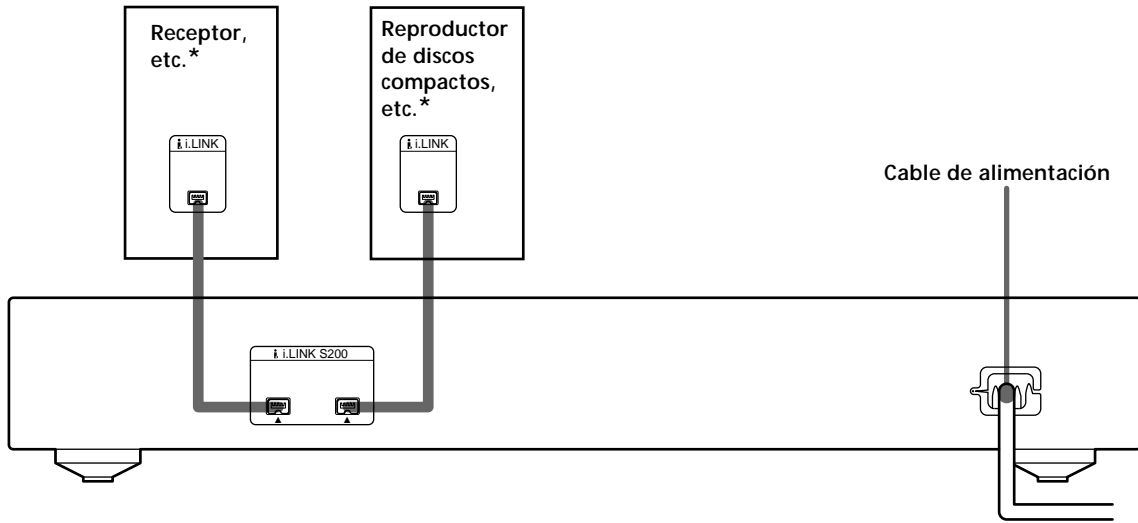 Receptor,
etc.*
Reproductor
de discos
compactos,
etc.*
i.LINK
i.LINK
Cable de alimentación
i.LINK S200